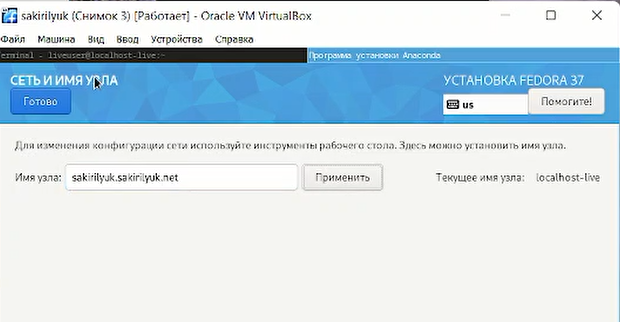 sakirilyuk (Снимок 3) [Работает] - Oracle VM VirtualBox
Файл Машина Вид Ввод Устройства Справка
erminal - liveuser@localhost-live:~ Программа установки Anaconda
СЕТЬ И ИМЯ УЗЛА УСТАНОВКА FEDORA 37
Готово us Помогите!
Для изменения конфигурации сети используйте инструменты рабочего стола. Здесь можно установить имя узла.
Имя узла: sakirilyuk.sakirilyuk.net Применить Текущее имя узла: localhost-live